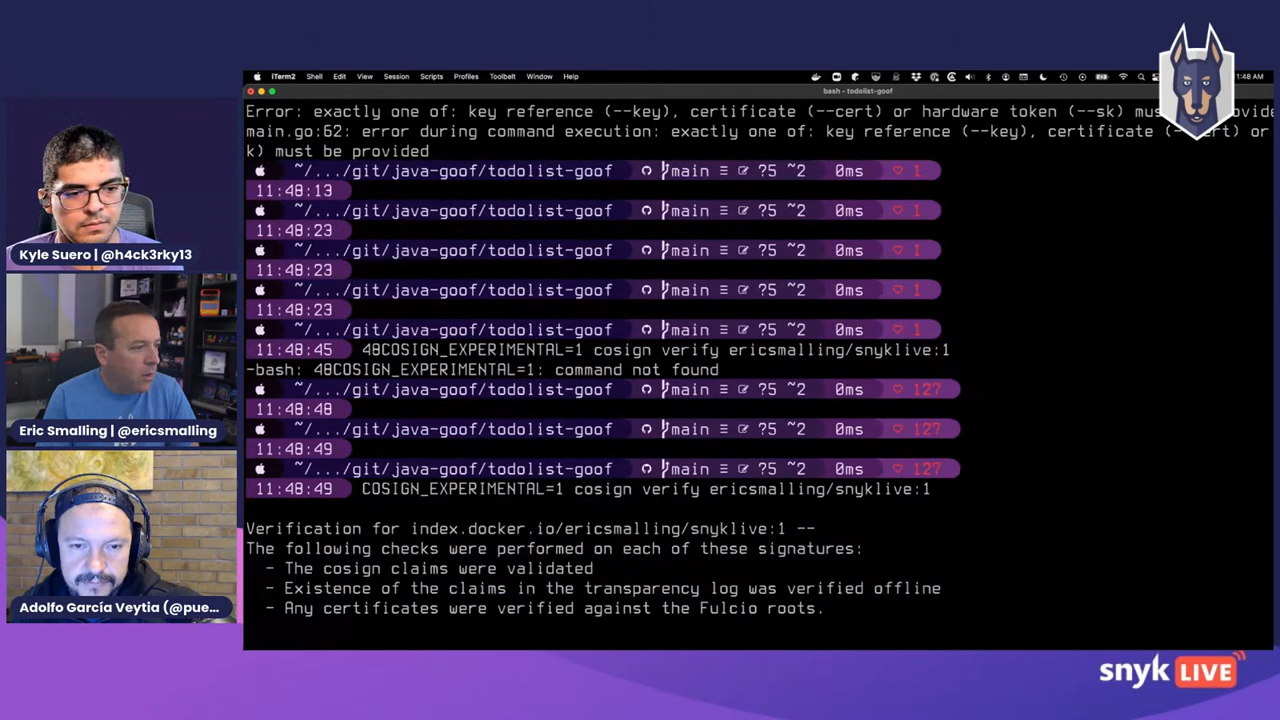 iTerm2 Shell Edit View Session Scripts Profiles Toolbelt Window Help
1:48 AM
bash - todolist-goof
Error: exactly one of: key reference (--key), certificate (--cert) or hardware token (--sk)
main.go:62: error during command execution: exactly one of: key reference (--key), certificate or
k) must be provided
~/.../git/java-goof/todolist-goof main ≡ ?5 ~2 0ms ♡ 1
11:48:13
~/.../git/java-goof/todolist-goof main ≡ ?5 ~2 0ms ♡ 1
11:48:23
~/.../git/java-goof/todolist-goof main ≡ ?5 ~2 0ms ♡ 1
11:48:23
~/.../git/java-goof/todolist-goof main ≡ ?5 ~2 0ms ♡ 1
11:48:23
~/.../git/java-goof/todolist-goof main ≡ ?5 ~2 0ms ♡ 1
11:48:45 48COSIGN_EXPERIMENTAL=1 cosign verify ericsmalling/snyklive:1
-bash: 48COSIGN_EXPERIMENTAL=1: command not found
~/.../git/java-goof/todolist-goof main ≡ ?5 ~2 0ms ♡ 127
11:48:48
~/.../git/java-goof/todolist-goof main ≡ ?5 ~2 0ms ♡ 127
11:48:49
~/.../git/java-goof/todolist-goof main ≡ ?5 ~2 0ms ♡ 127
11:48:49 COSIGN_EXPERIMENTAL=1 cosign verify ericsmalling/snyklive:1
Verification for index.docker.io/ericsmalling/snyklive:1 --
The following checks were performed on each of these signatures:
- The cosign claims were validated
- Existence of the claims in the transparency log was verified offline
- Any certificates were verified against the Fulcio roots.
Kyle Suero | @h4ck3rky13
Eric Smalling | @ericsmalling
Adolfo García Veytia (@pue...
snyk LIVE